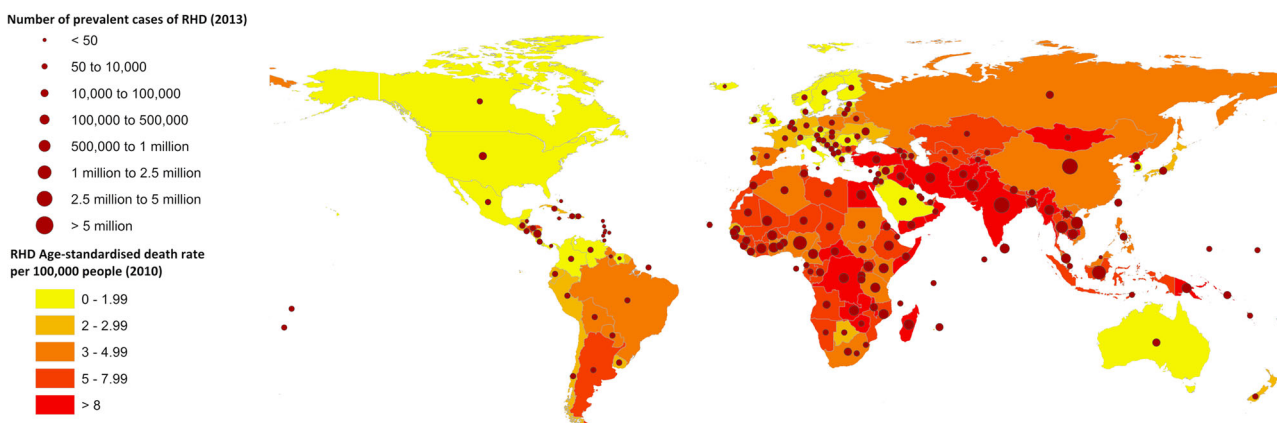 Number of prevalent cases of RHD (2013)
< 50
50 to 10,000
10,000 to 100,000
100,000 to 500,000
500,000 to 1 million
1 million to 2.5 million
2.5 million to 5 million
> 5 million
RHD Age-standardised death rate
per 100,000 people (2010)
0 - 1.99
2 - 2.99
3 - 4.99
5 - 7.99
> 8